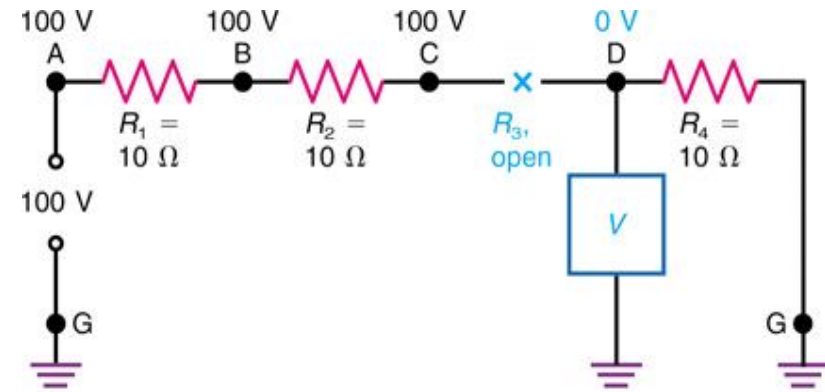 100 V 100 V 100 V 0 V
A B C D
R₁ = R₂ = R₃, R₄ =
10 Ω 10 Ω open 10 Ω
100 V
V
G G